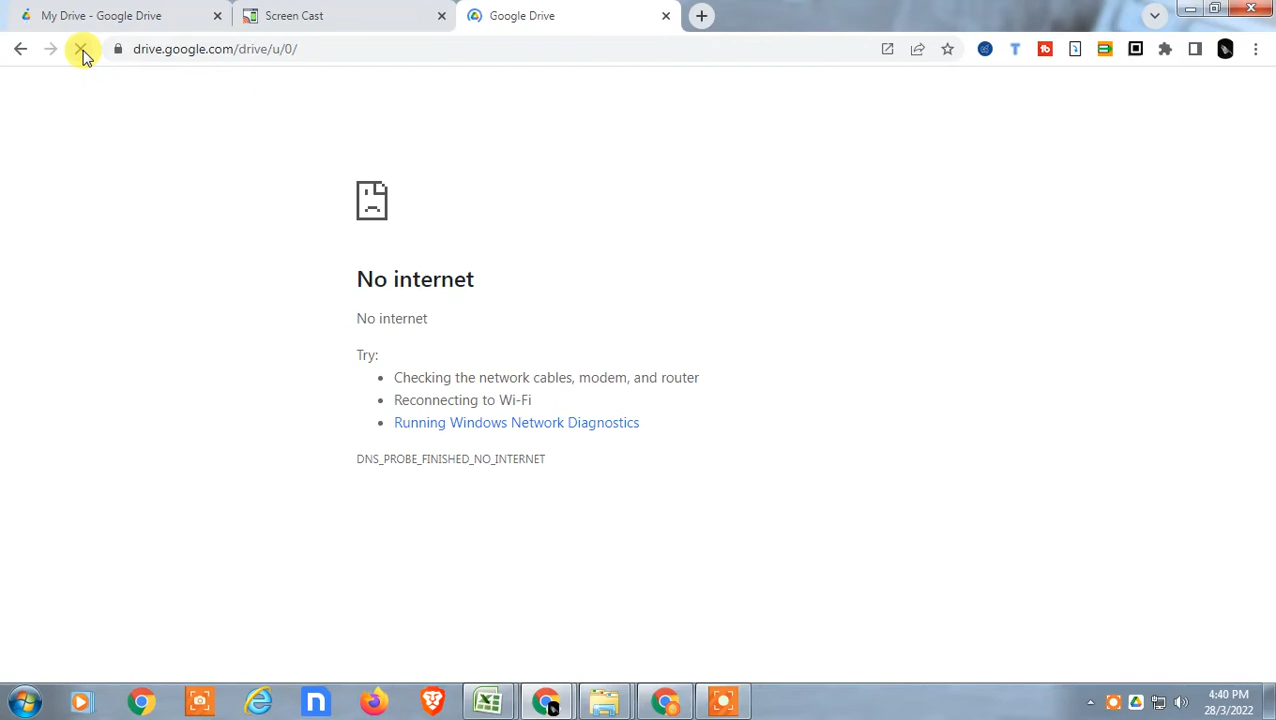 My Drive - Google Drive
Screen Cast
Google Drive
drive.google.com/drive/u/0/
No internet
No internet
Try:
• Checking the network cables, modem, and router
• Reconnecting to Wi-Fi
• Running Windows Network Diagnostics
DNS_PROBE_FINISHED_NO_INTERNET
4:40 PM
28/3/2022